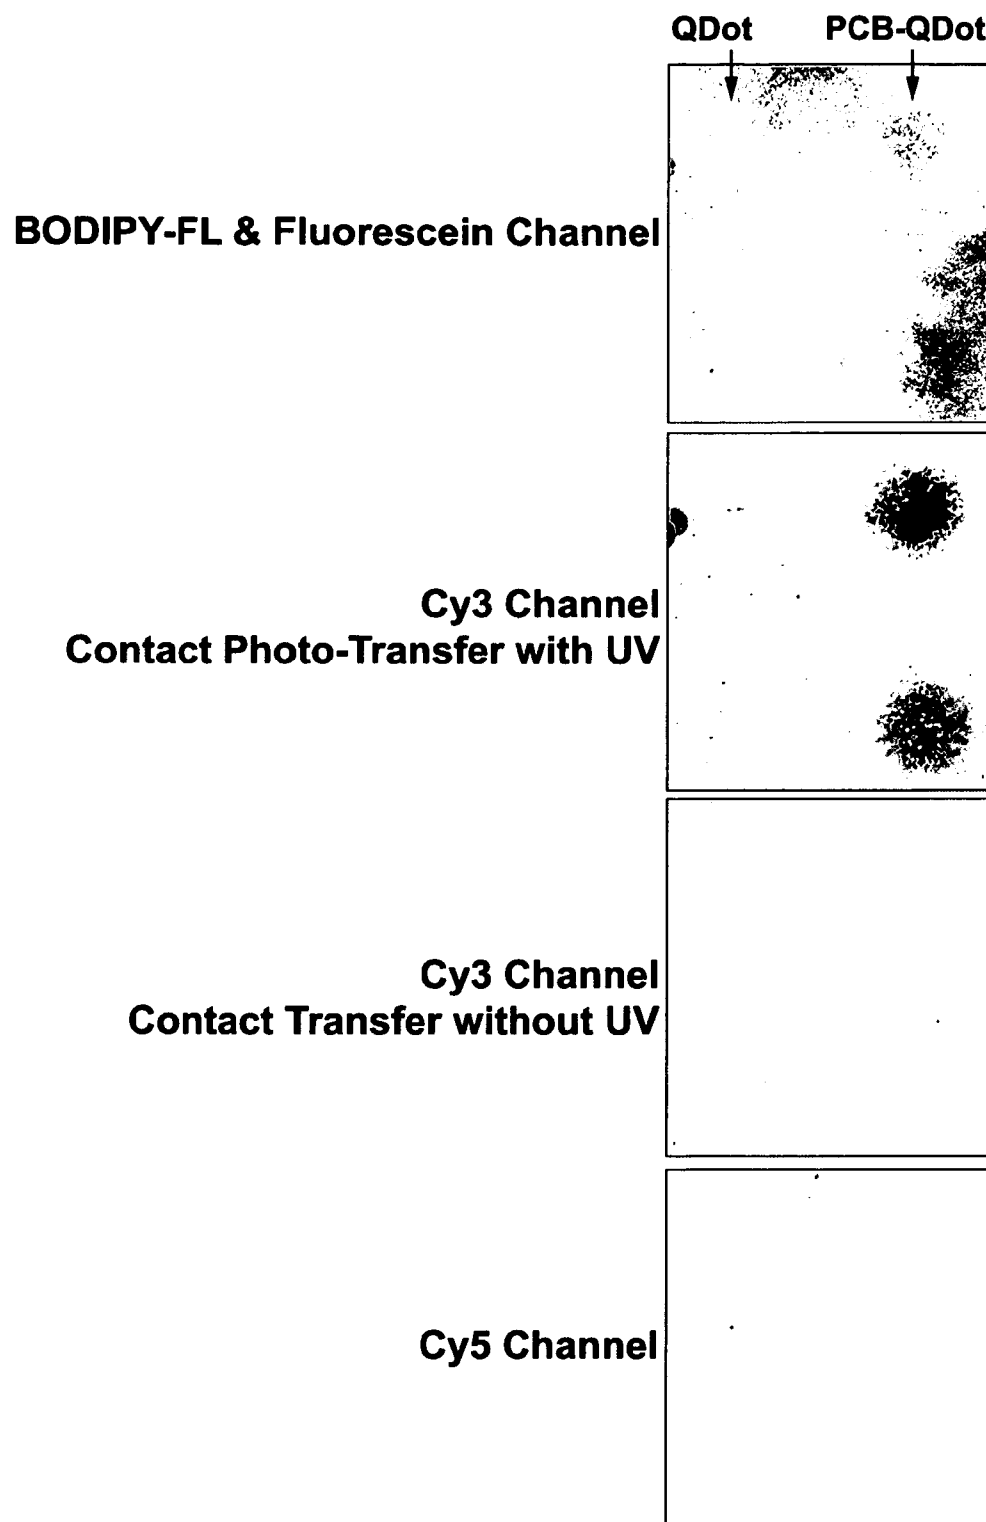 QDot PCB-QDot
BODIPY-FL & Fluorescein Channel
Cy3 Channel
Contact Photo-Transfer with UV
Cy3 Channel
Contact Transfer without UV
Cy5 Channel